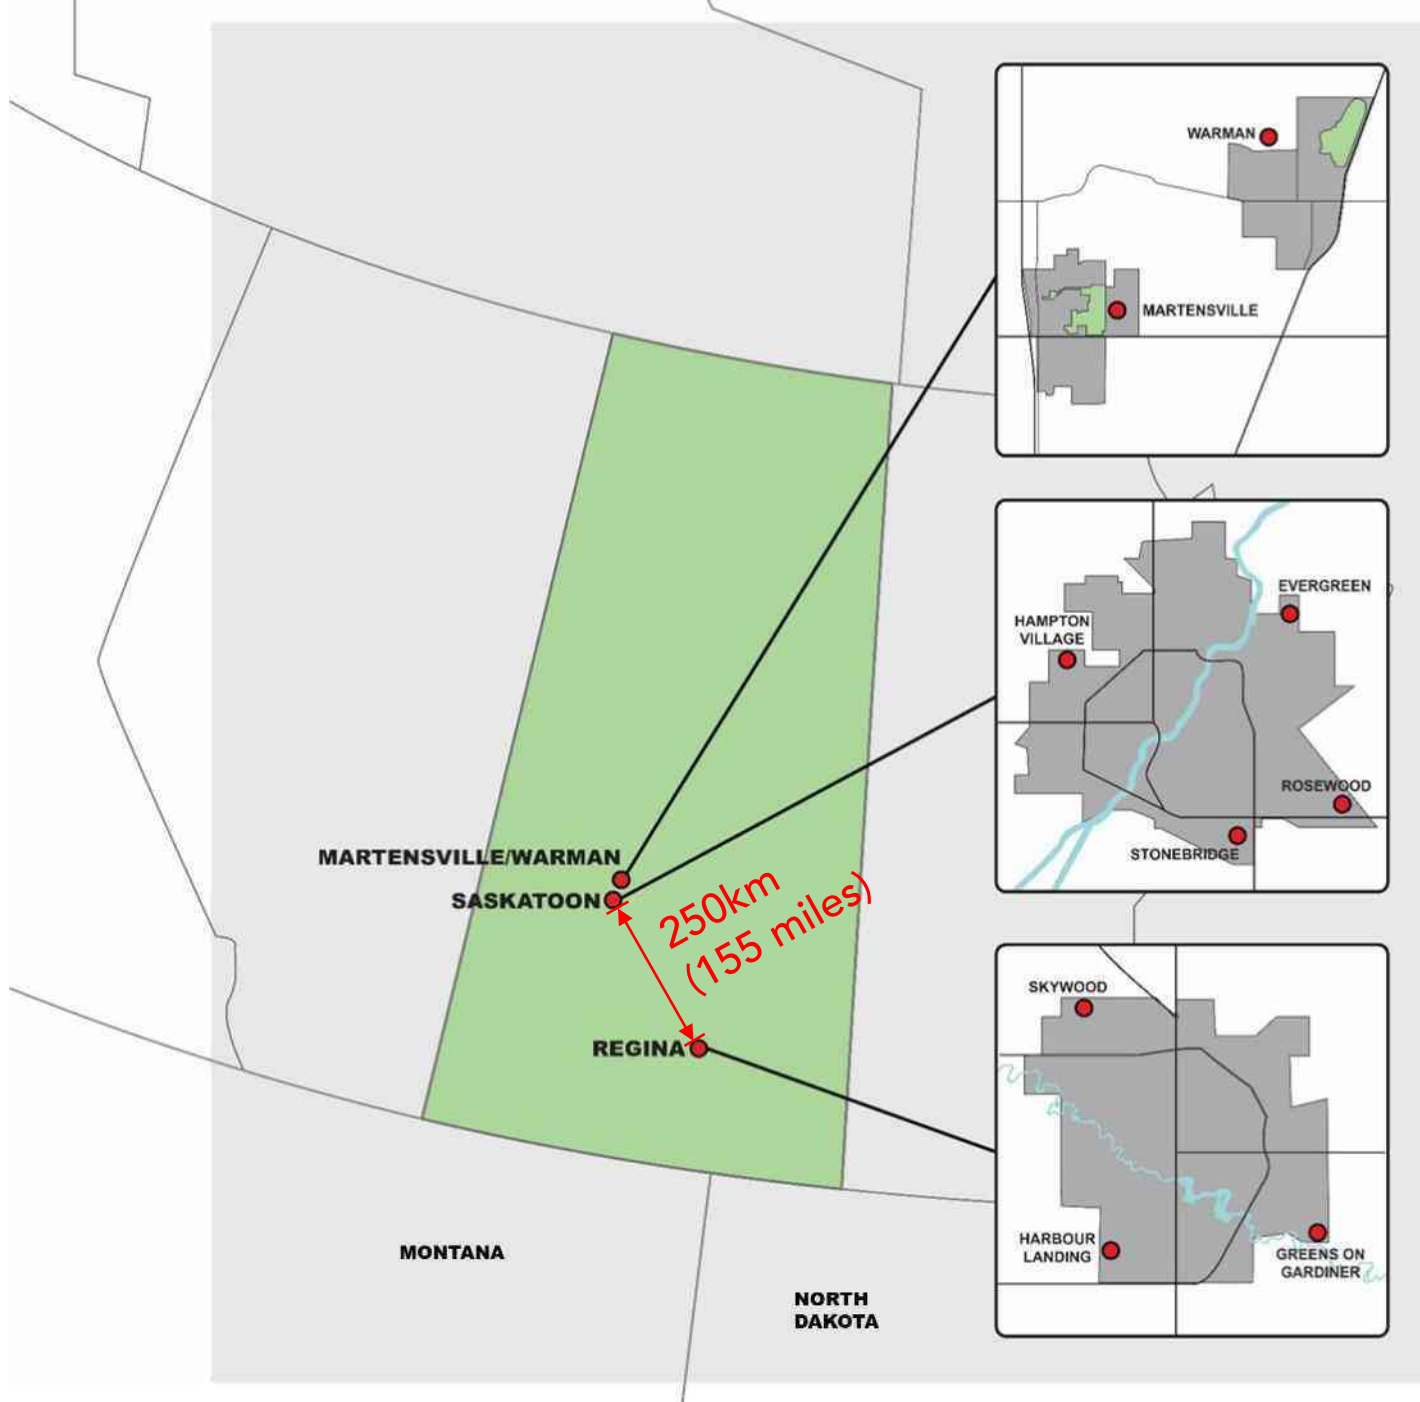 WARMAN
MARTENSVILLE
EVERGREEN
HAMPTON
VILLAGE
ROSEWOOD
STONEBRIDGE
MARTENSVILLE/WARMAN
SASKATOON
250km
(155 miles)
REGINA
SKYWOOD
HARBOUR
LANDING
GREENS ON
GARDINER
MONTANA
NORTH
DAKOTA